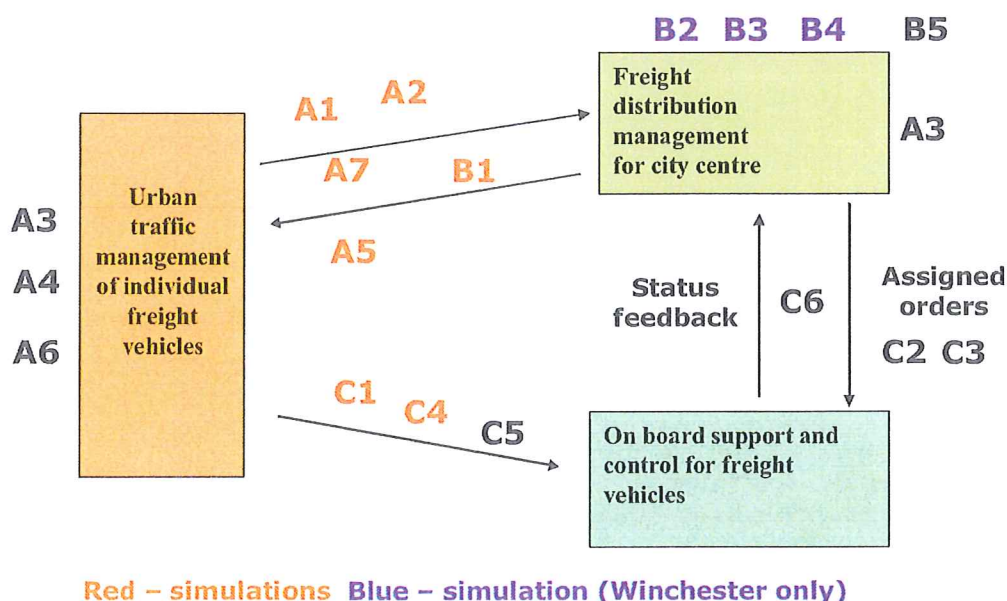 B2 B3 B4 B5
Freight
distribution
management
for city centre
A3
A1 A2
A7 B1
A5
Urban
traffic
management
of individual
freight
vehicles
A3
A4
A6
Status
feedback
C6
Assigned
orders
C2 C3
C1 C4 C5
On board support and
control for freight
vehicles
Red – simulations Blue – simulation (Winchester only)